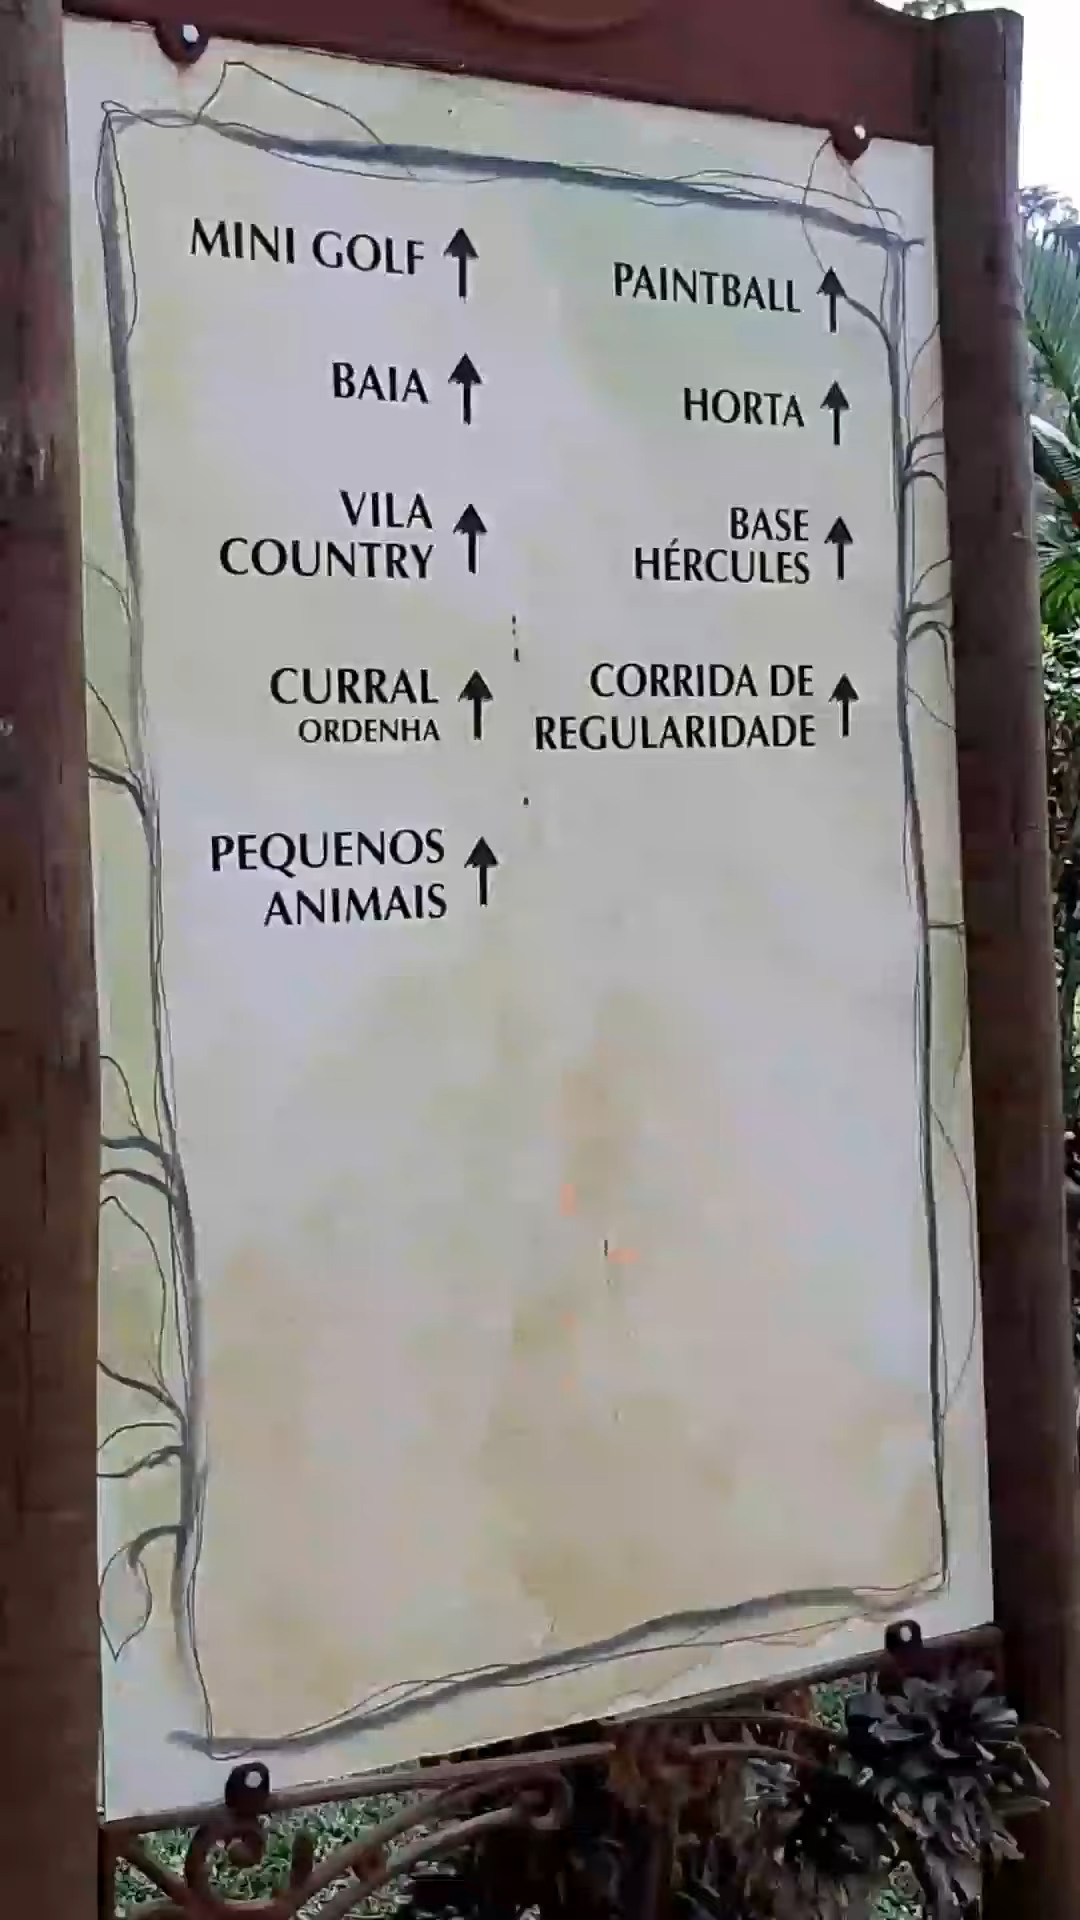 MINI GOLF
BAIA
VILA
COUNTRY
CURRAL
ORDENHA
PEQUENOS
ANIMAIS
PAINTBALL
HORTA
BASE
HÉRCULES
CORRIDA DE
REGULARIDADE